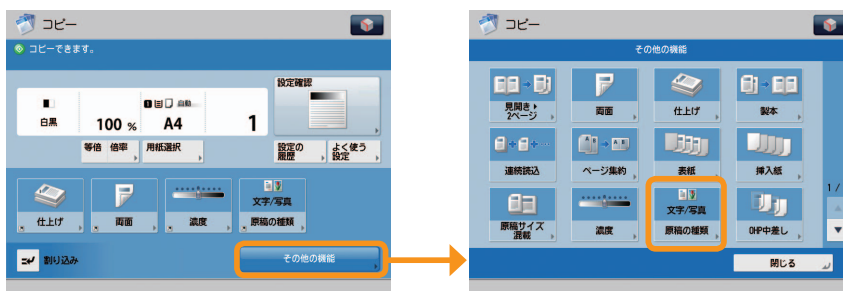 コピー
コピーできます。
白黒
100 %
自動
A4
1
設定確認
等倍
倍率
用紙選択
設定の
履歴
よく使う
設定
仕上げ
両面
濃度
文字/写真
原稿の種類
割り込み
その他の機能
コピー
その他の機能
見開き▶
2ページ
両面
仕上げ
製本
連続読込
ページ集約
表紙
挿入紙
原稿サイズ
混載
濃度
文字/写真
原稿の種類
OHP中差し
1/
閉じる